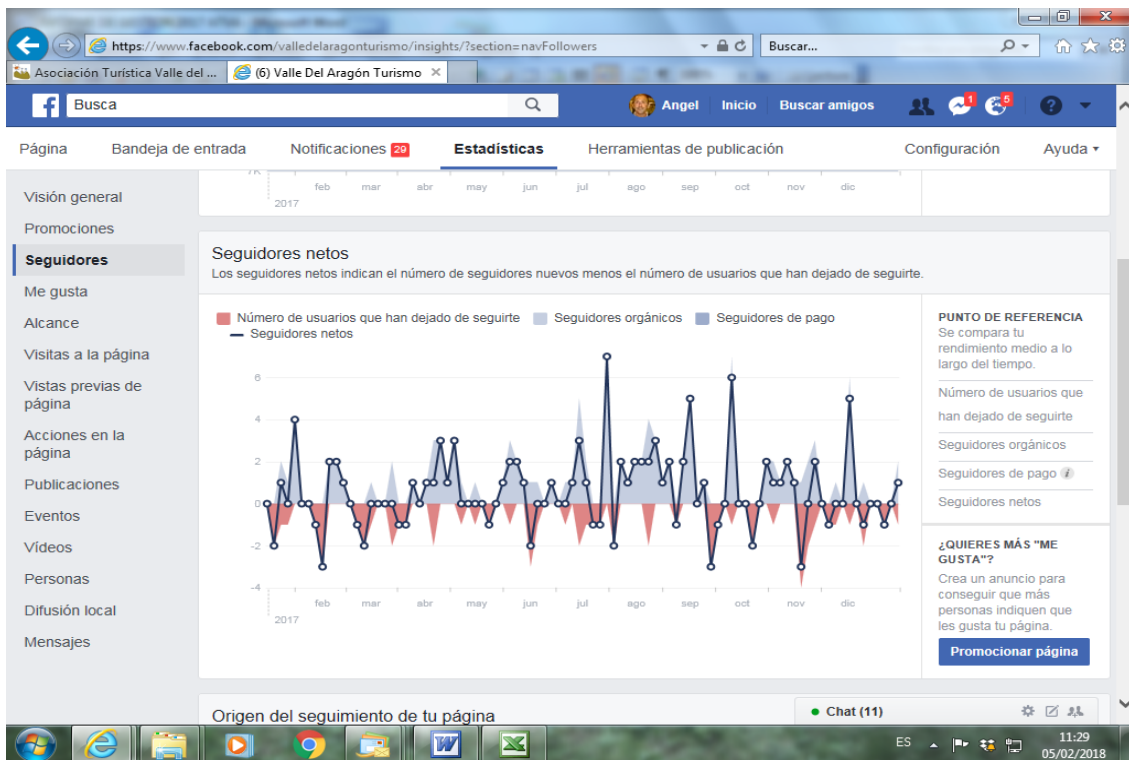 https://www.facebook.com/valledelaragonturismo/insights/?section=navFollowers
Buscar...
Asociación Turística Valle del ...
(6) Valle Del Aragón Turismo
Busca
Angel
Inicio
Buscar amigos
1
5
Página
Bandeja de entrada
Notificaciones 29
Estadísticas
Herramientas de publicación
Configuración
Ayuda
Visión general
Promociones
Seguidores
Me gusta
Alcance
Visitas a la página
Vistas previas de
página
Acciones en la
página
Publicaciones
Eventos
Vídeos
Personas
Difusión local
Mensajes
feb mar abr may jun jul ago sep oct nov dic
2017
Seguidores netos
Los seguidores netos indican el número de seguidores nuevos menos el número de usuarios que han dejado de seguirte.
Número de usuarios que han dejado de seguirte Seguidores orgánicos Seguidores de pago
Seguidores netos
6
4
2
0
-2
-4
feb mar abr may jun jul ago sep oct nov dic
2017
PUNTO DE REFERENCIA
Se compara tu
rendimiento medio a lo
largo del tiempo.
Número de usuarios que
han dejado de seguirte
Seguidores orgánicos
Seguidores de pago i
Seguidores netos
¿QUIERES MÁS "ME
GUSTA"?
Crea un anuncio para
conseguir que más
personas indiquen que
les gusta tu página.
Promocionar página
Origen del seguimiento de tu página
Chat (11)
ES
11:29
05/02/2018